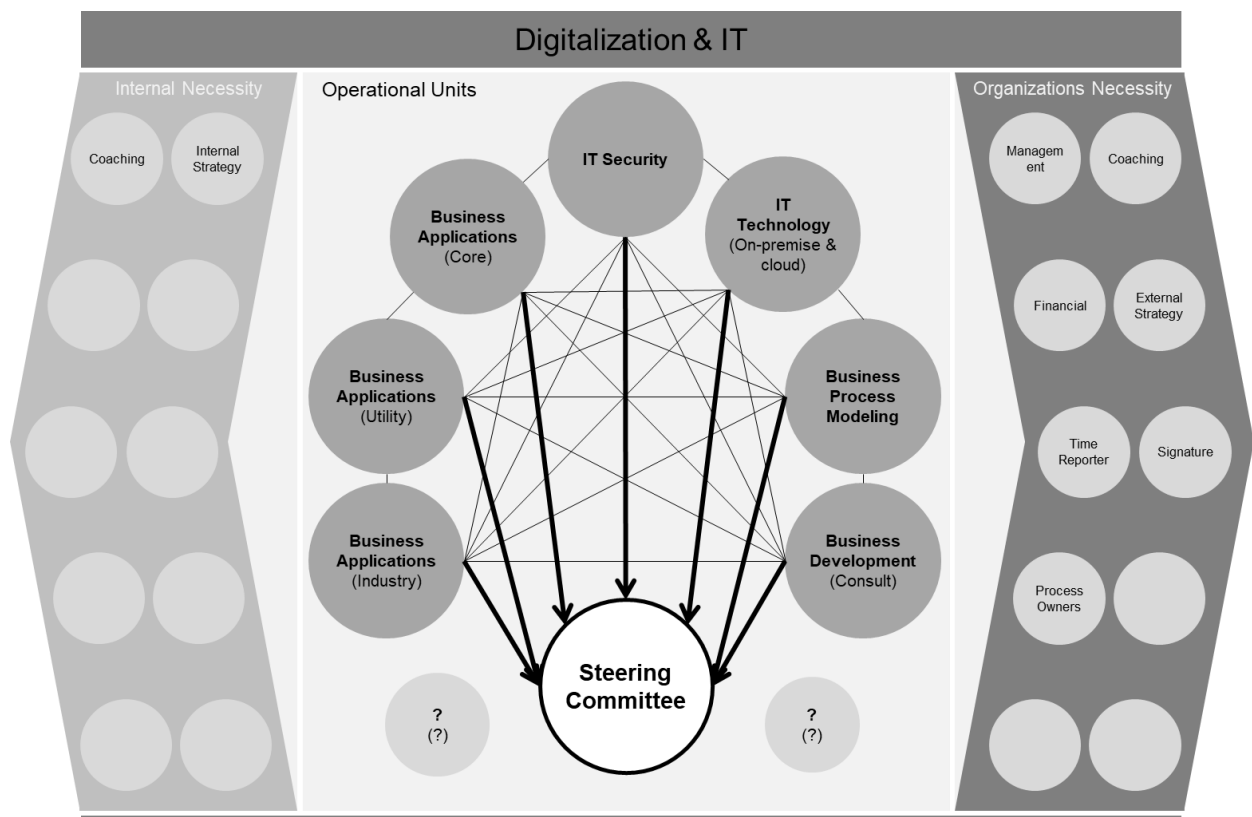 Digitalization & IT
Internal Necessity
Coaching
Internal
Strategy
Operational Units
IT Security
Business
Applications
(Core)
IT
Technology
(On-premise &
cloud)
Business
Applications
(Utility)
Business
Process
Modeling
Business
Applications
(Industry)
Business
Development
(Consult)
Steering
Committee
?
(?)
?
(?)
Organizations Necessity
Managem
ent
Coaching
Financial
External
Strategy
Time
Reporter
Signature
Process
Owners